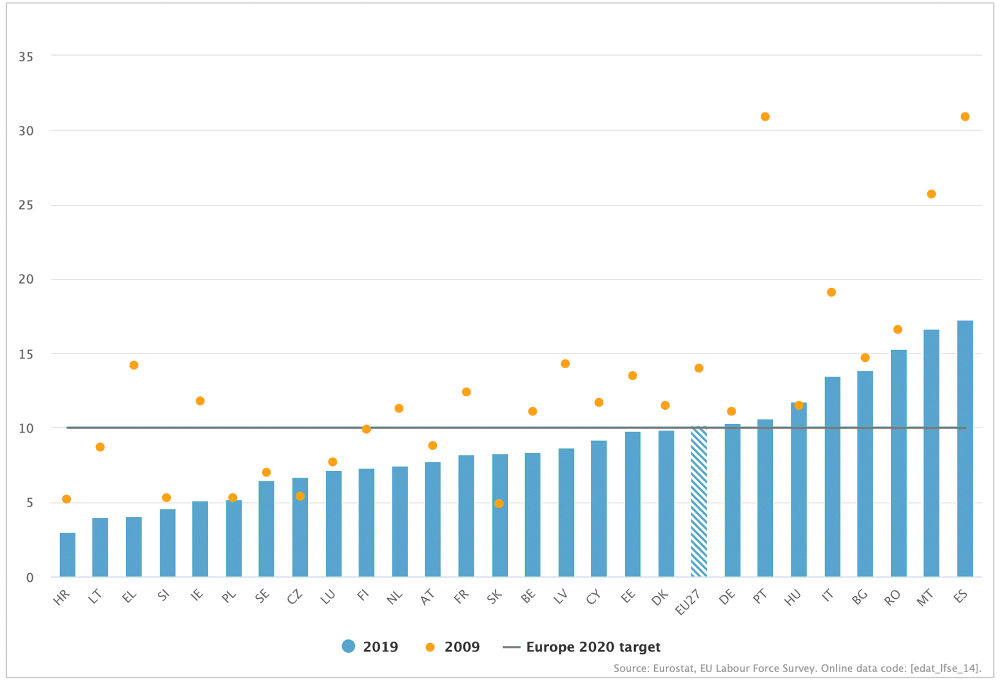 35
30
25
20
15
10
5
0
HR LT EL SI IE PL SE CZ LU FI NL AT FR SK BE LV CY EE DK EU27 DE PT HU IT BG RO MT ES
2019 2009 Europe 2020 target
Source: Eurostat, EU Labour Force Survey. Online data code: [edat_lfse_14].